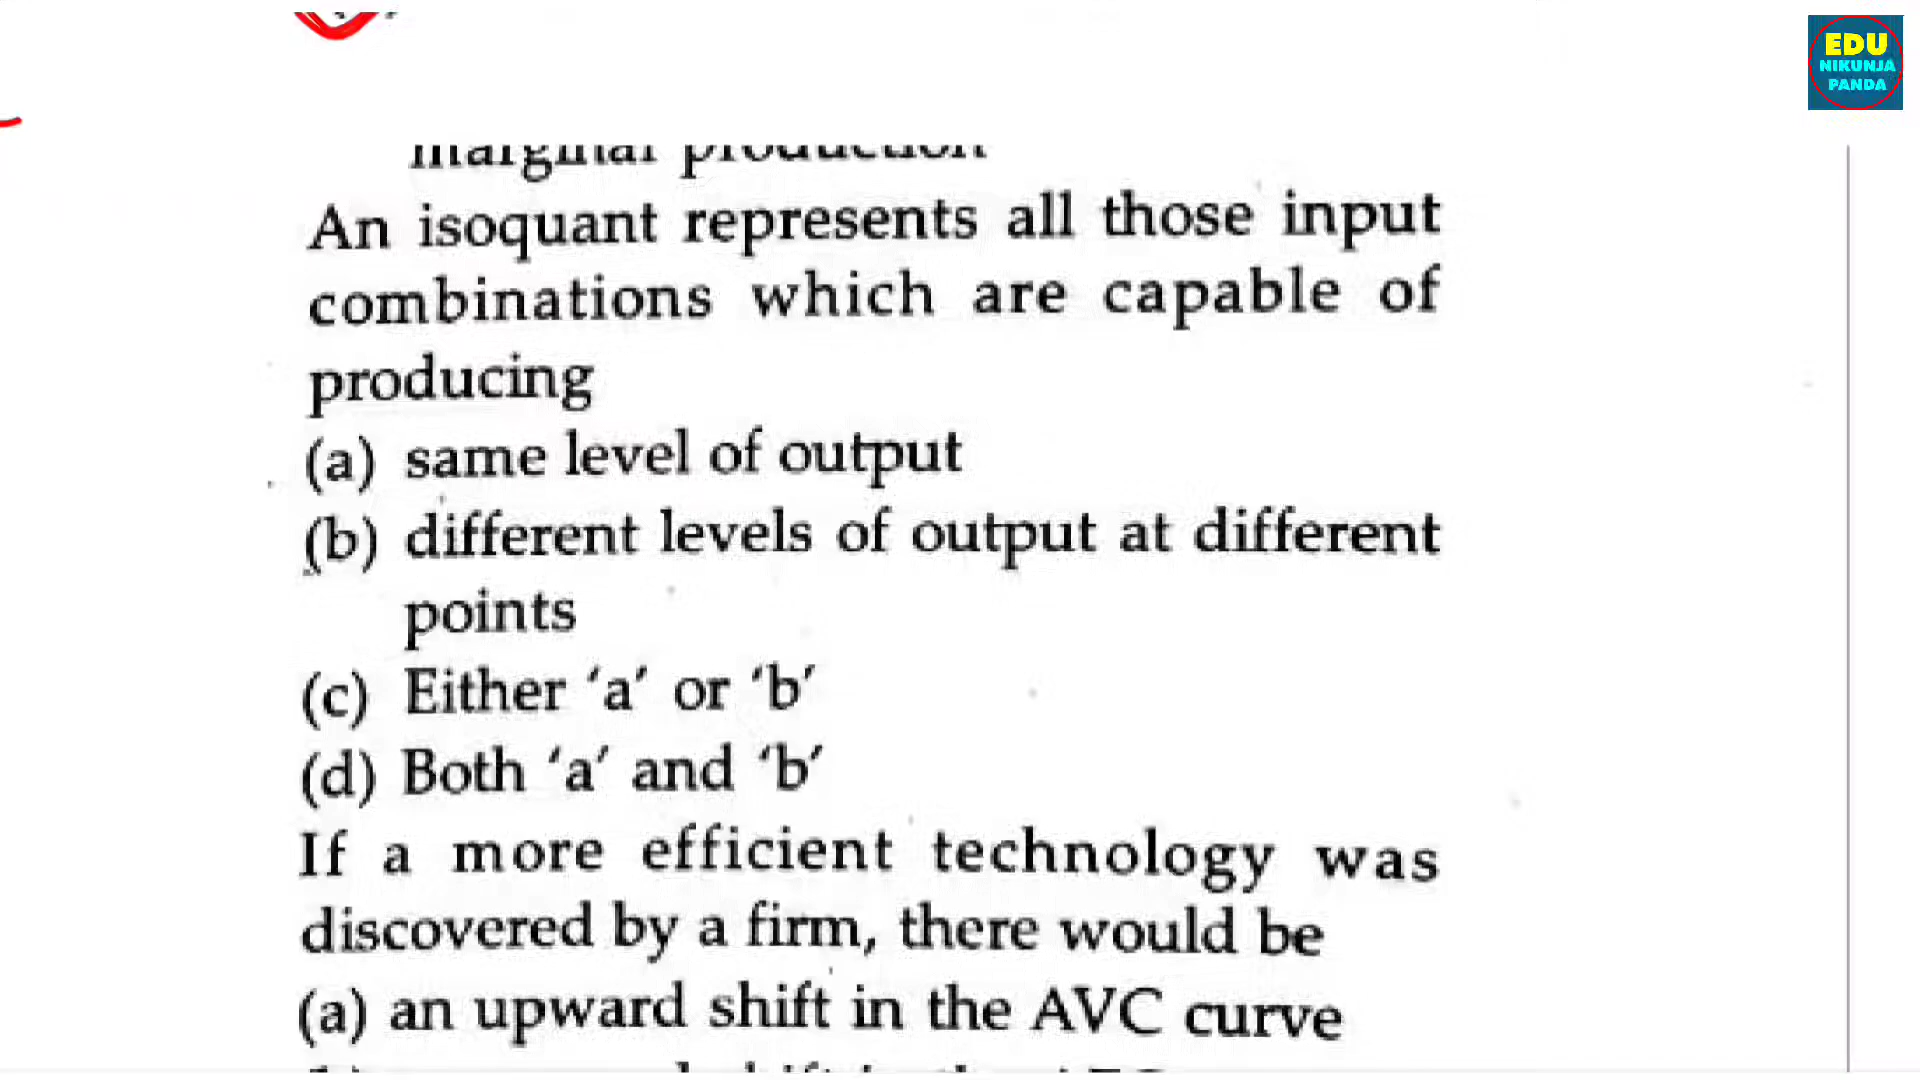 EDU
NIKUNJA
PANDA
marginal production
An isoquant represents all those input
combinations which are capable of
producing
(a) same level of output
(b) different levels of output at different
points
(c) Either ‘a’ or ‘b’
(d) Both ‘a’ and ‘b’
If a more efficient technology was
discovered by a firm, there would be
(a) an upward shift in the AVC curve